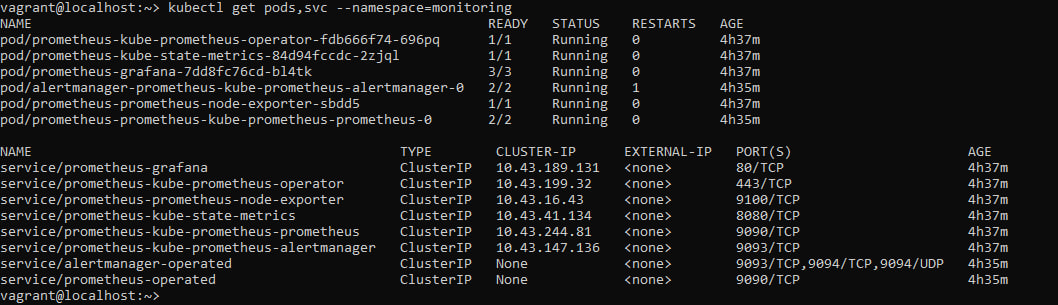 vagrant@localhost:~> kubectl get pods,svc --namespace=monitoring
NAME READY STATUS RESTARTS AGE
pod/prometheus-kube-prometheus-operator-fdb666f74-696pq 1/1 Running 0 4h37m
pod/prometheus-kube-state-metrics-84d94fccdc-2zjql 1/1 Running 0 4h37m
pod/prometheus-grafana-7dd8fc76cd-bl4tk 3/3 Running 0 4h37m
pod/alertmanager-prometheus-kube-prometheus-alertmanager-0 2/2 Running 1 4h35m
pod/prometheus-prometheus-node-exporter-sbdd5 1/1 Running 0 4h37m
pod/prometheus-prometheus-kube-prometheus-prometheus-0 2/2 Running 0 4h35m
NAME TYPE CLUSTER-IP EXTERNAL-IP PORT(S) AGE
service/prometheus-grafana ClusterIP 10.43.189.131 <none> 80/TCP 4h37m
service/prometheus-kube-prometheus-operator ClusterIP 10.43.199.32 <none> 443/TCP 4h37m
service/prometheus-prometheus-node-exporter ClusterIP 10.43.16.43 <none> 9100/TCP 4h37m
service/prometheus-kube-state-metrics ClusterIP 10.43.41.134 <none> 8080/TCP 4h37m
service/prometheus-kube-prometheus-prometheus ClusterIP 10.43.244.81 <none> 9090/TCP 4h37m
service/prometheus-kube-prometheus-alertmanager ClusterIP 10.43.147.136 <none> 9093/TCP 4h37m
service/alertmanager-operated ClusterIP None <none> 9093/TCP,9094/TCP,9094/UDP 4h35m
service/prometheus-operated ClusterIP None <none> 9090/TCP 4h35m
vagrant@localhost:~>